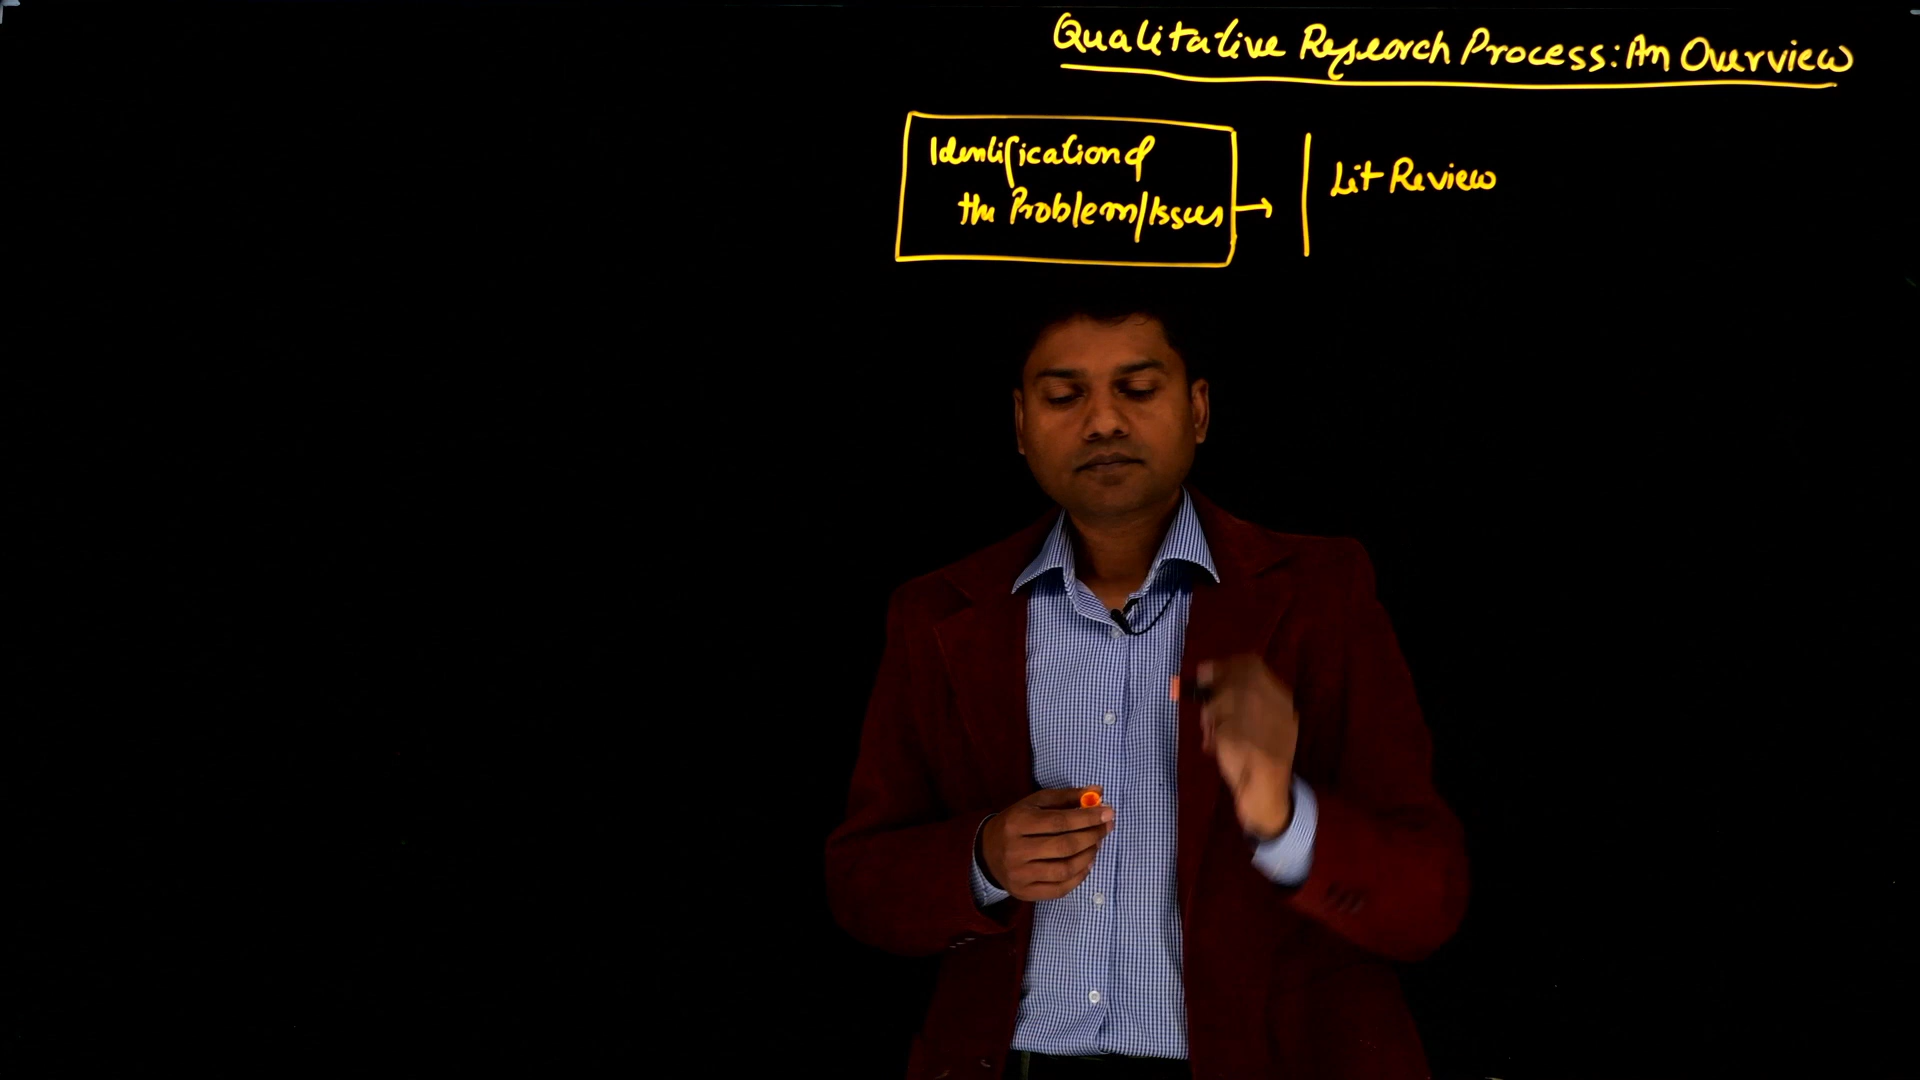 Qualitative Research Process: An Overview
Identification of
the Problem/Issues
Lit Review